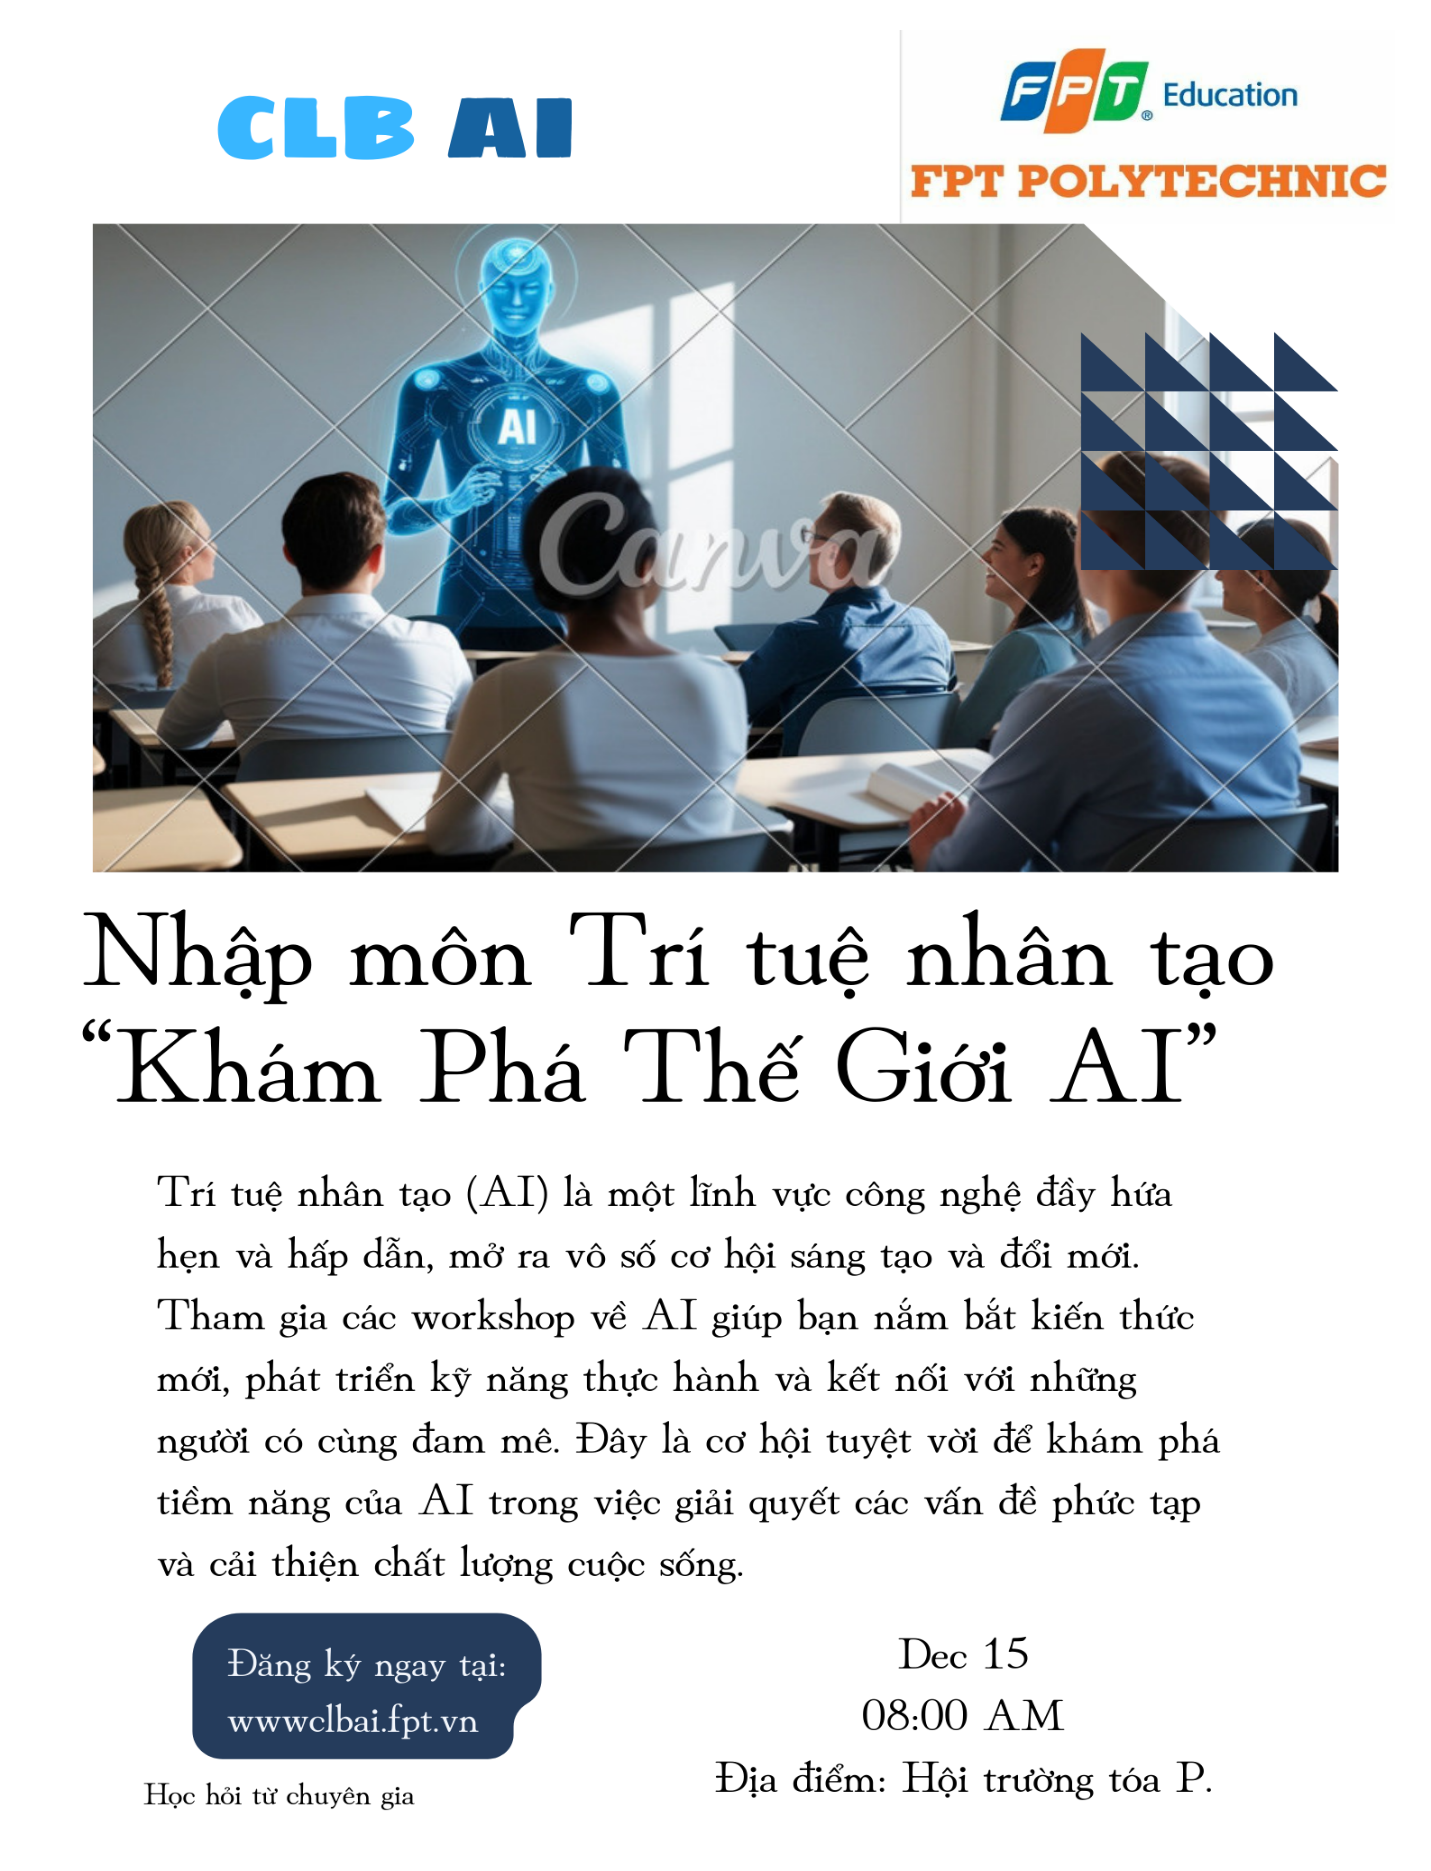 CLB AI
FPT Education
®
FPT POLYTECHNIC
AI
Canva
Nhập môn Trí tuệ nhân tạo
“Khám Phá Thế Giới AI”
Trí tuệ nhân tạo (AI) là một lĩnh vực công nghệ đầy hứa
hẹn và hấp dẫn, mở ra vô số cơ hội sáng tạo và đổi mới.
Tham gia các workshop về AI giúp bạn nắm bắt kiến thức
mới, phát triển kỹ năng thực hành và kết nối với những
người có cùng đam mê. Đây là cơ hội tuyệt vời để khám phá
tiềm năng của AI trong việc giải quyết các vấn đề phức tạp
và cải thiện chất lượng cuộc sống.
Đăng ký ngay tại:
wwwclbai.fpt.vn
Học hỏi từ chuyên gia
Dec 15
08:00 AM
Địa điểm: Hội trường tóa P.